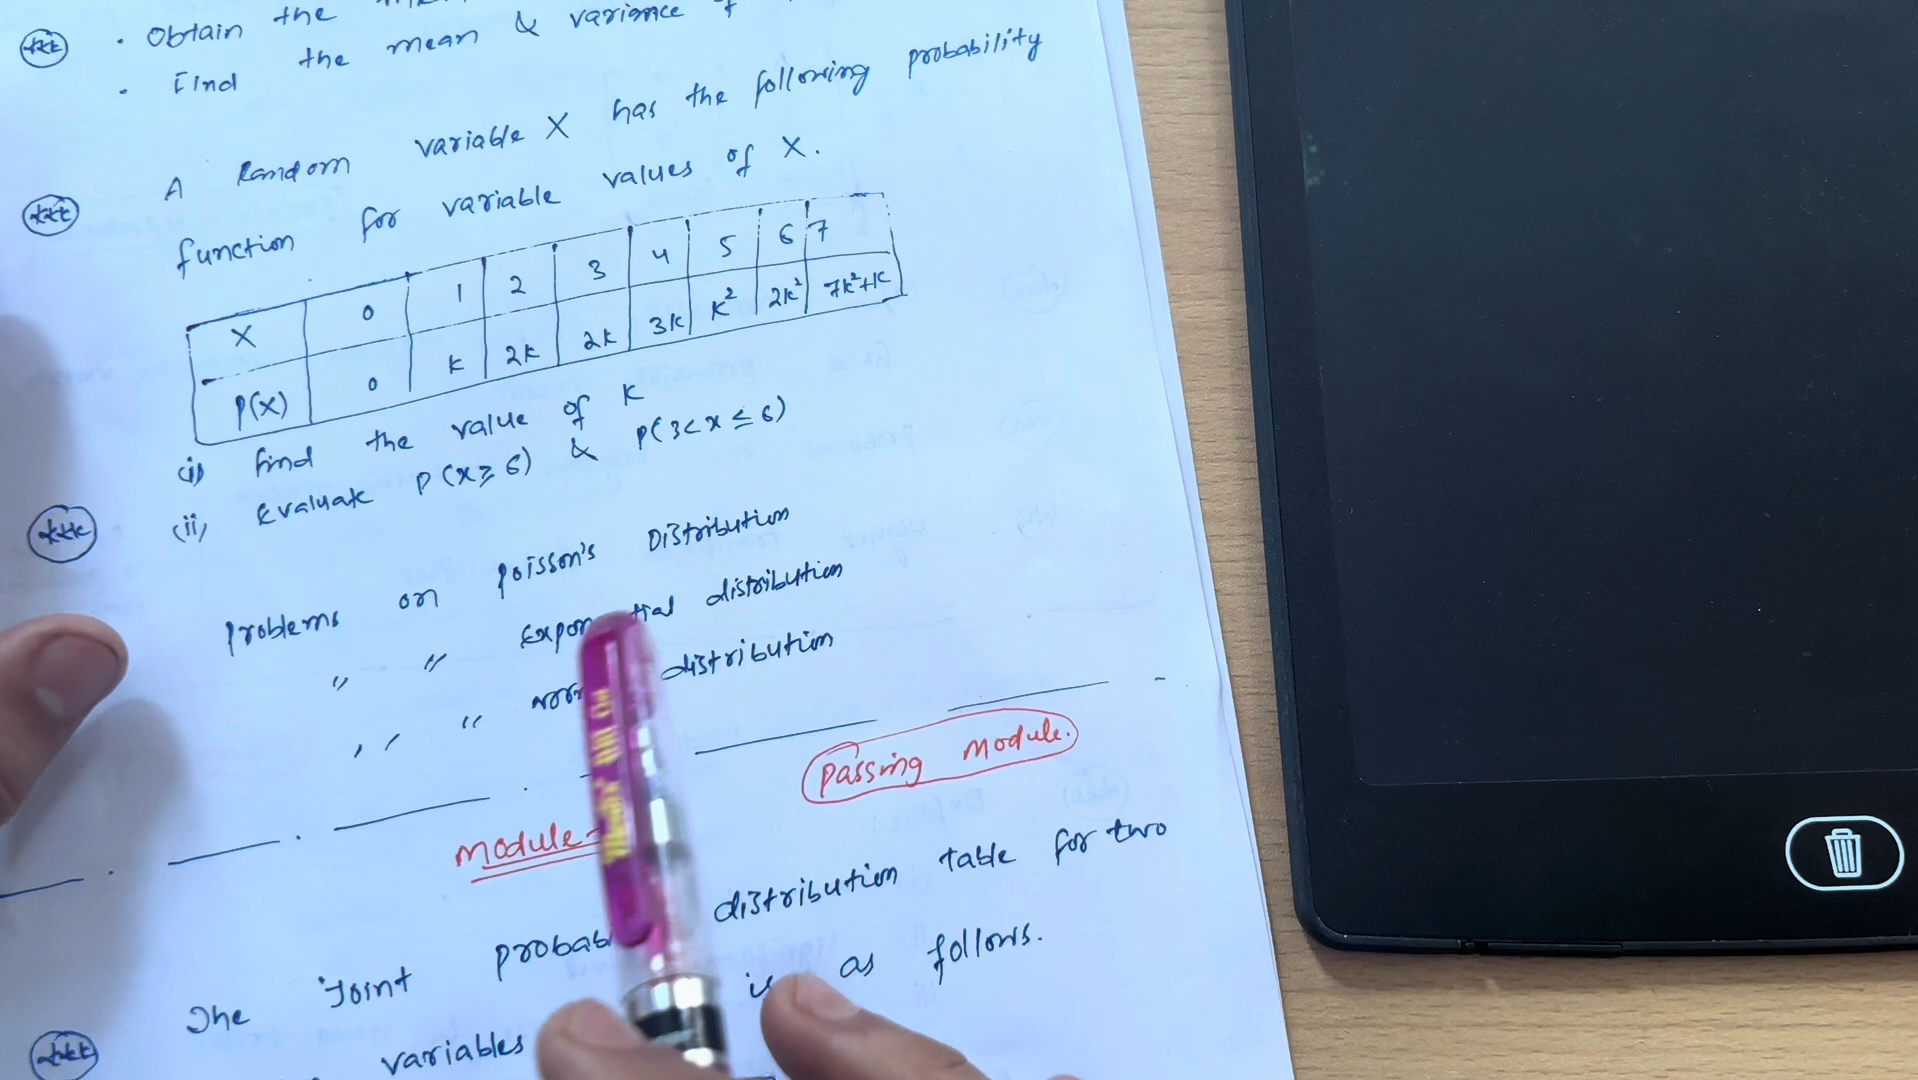 · Obtain the
· Find the mean & variance of
A Random variable X has the following probability
function for variable values of X.
X 0 1 2 3 4 5 6 7
P(X) 0 k 2k 2k 3k k² 2k² 7k²+k
(i) find the value of K
(ii) Evaluate P(x≥6) & P(3<x≤6)
Problems on poisson's Distribution
" " distribution
" " distribution
Passing Module.
Module-
The Joint distribution table for two
variables is as follows.